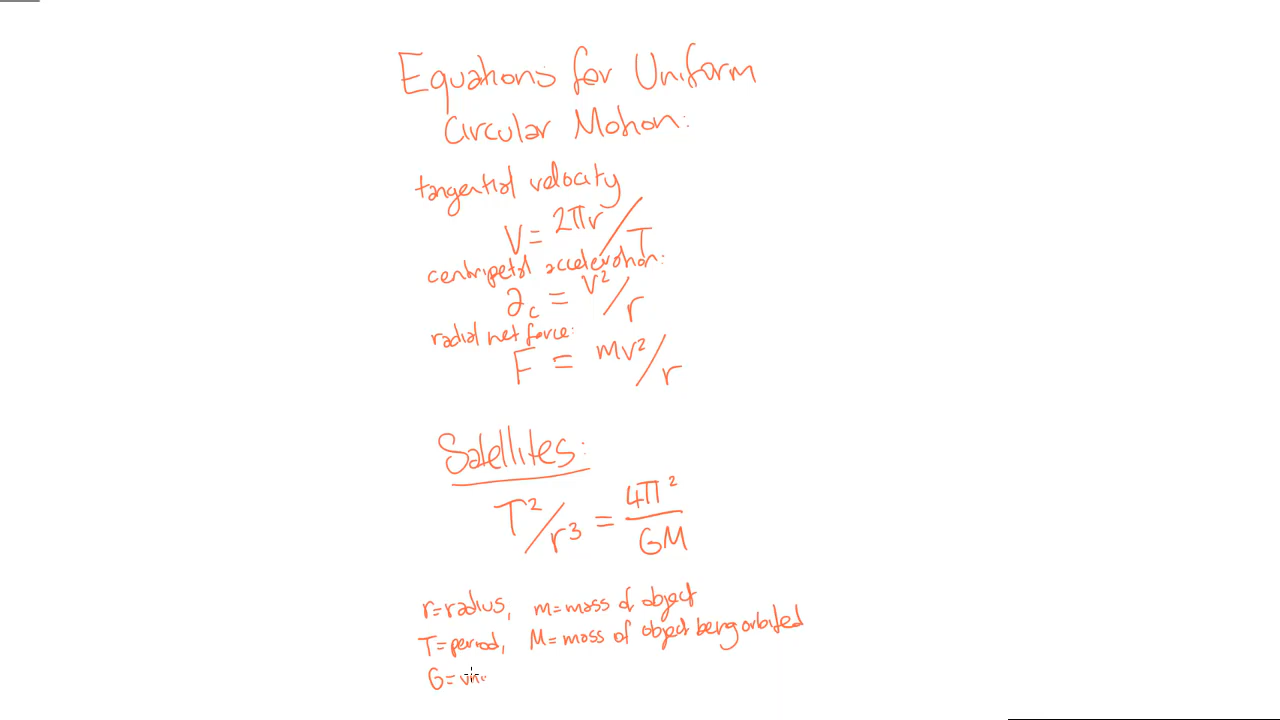 Equations for Uniform
Circular Motion:
tangential velocity
V = 2πr/T
centripetal acceleration:
a_c = v²/r
radial net force:
F = mv²/r
Satellites:
T²/r³ = 4π²/GM
r=radius, m=mass of object
T=period, M=mass of object being orbited
G=